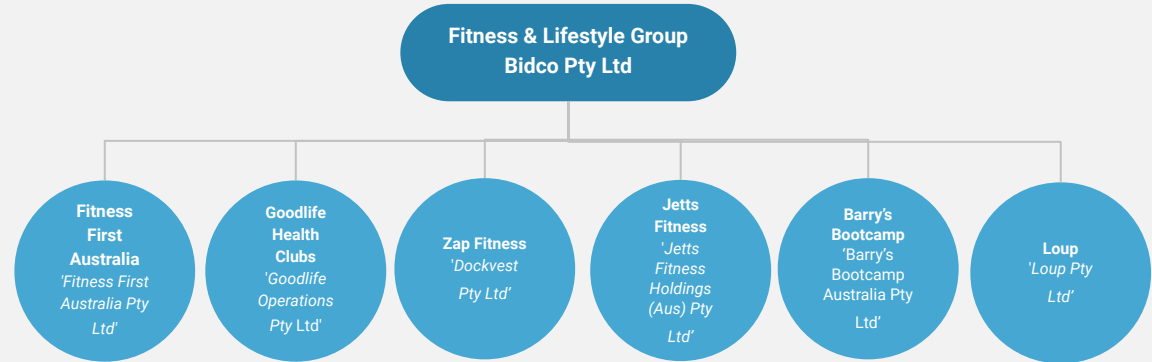 Fitness & Lifestyle Group
Bidco Pty Ltd
Fitness
First
Australia
'Fitness First
Australia Pty
Ltd'
Goodlife
Health
Clubs
'Goodlife
Operations
Pty Ltd'
Zap Fitness
'Dockvest
Pty Ltd’
Jetts
Fitness
'Jetts
Fitness
Holdings
(Aus) Pty
Ltd’
Barry’s
Bootcamp
'Barry’s
Bootcamp
Australia Pty
Ltd’
Loup
'Loup Pty
Ltd’